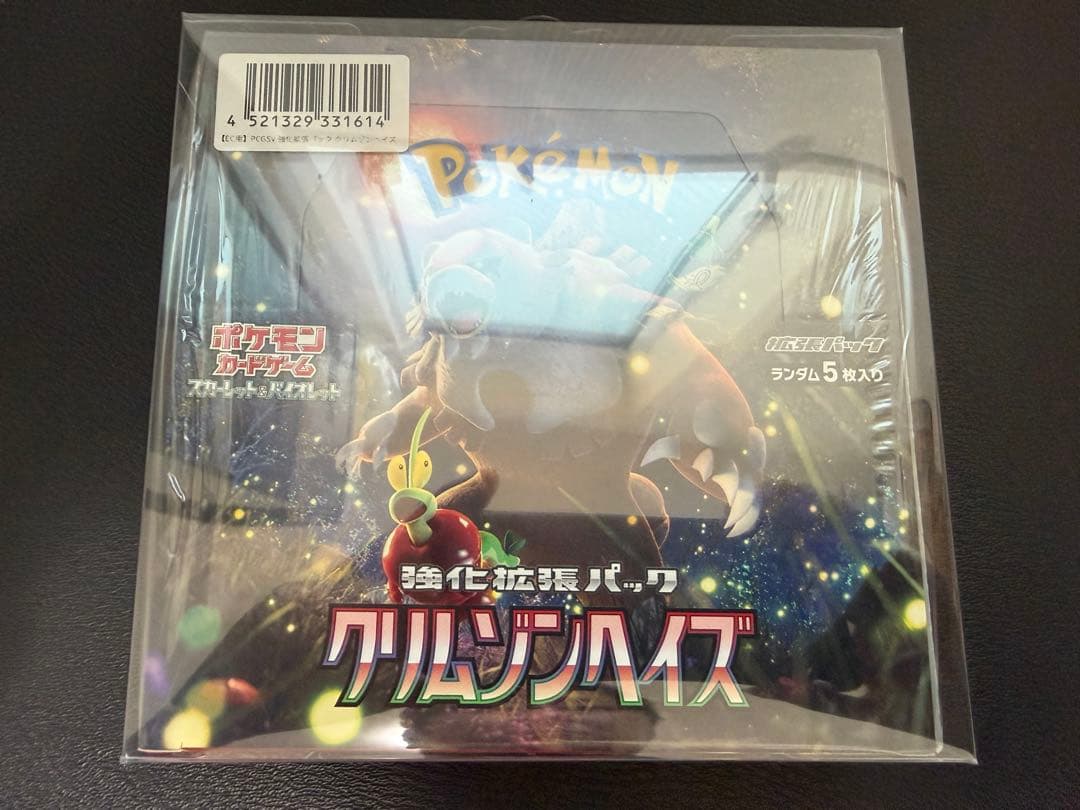 4 521329 331614
【EC用】PCGSV 強化拡張パック クリムゾンヘイズ
POKÉMON
ポケモン
カードゲーム
スカーレット&バイオレット
拡張パック
ランダム5枚入り
強化拡張パック
クリムゾンヘイズ